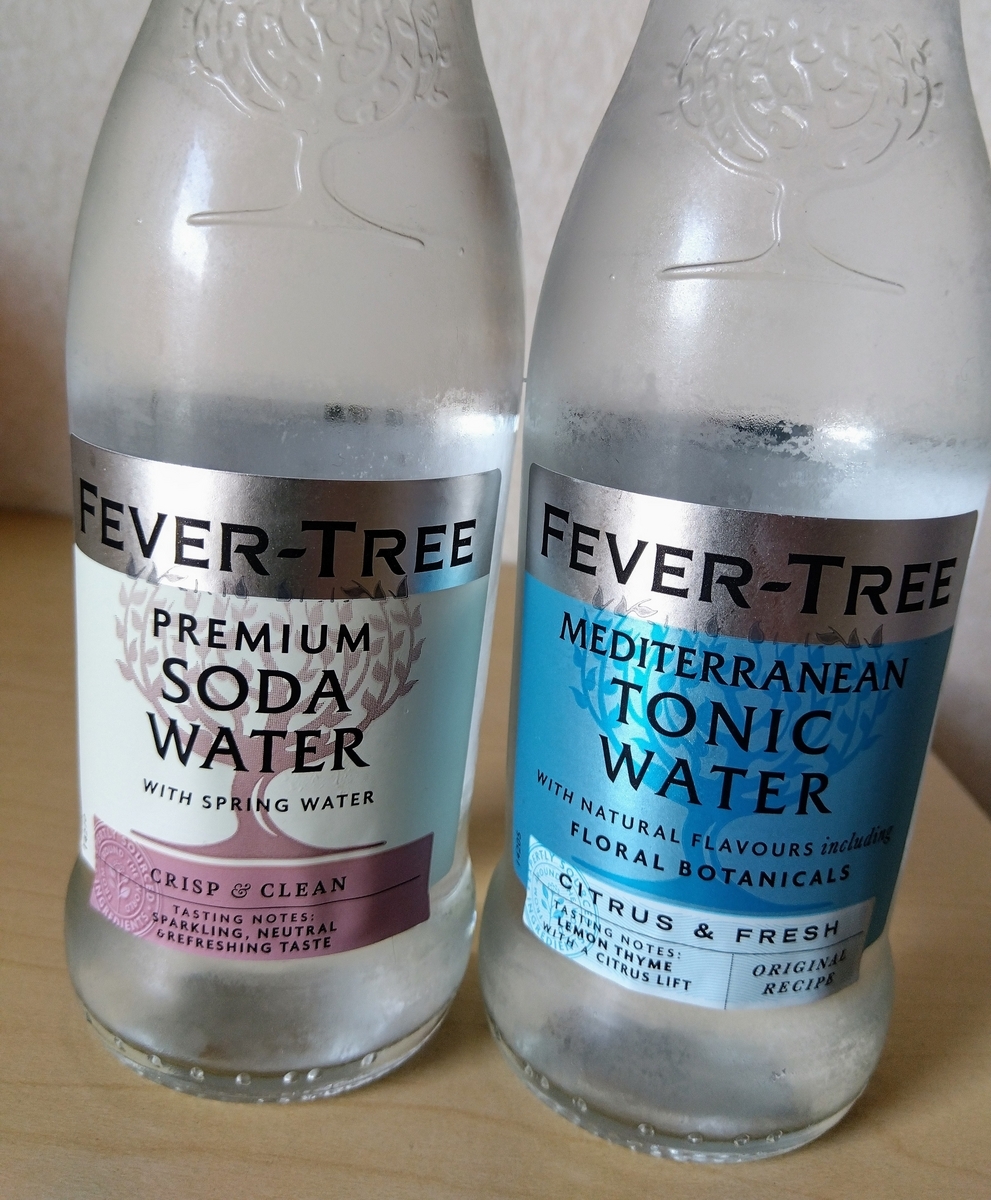 FEVER-TREE
PREMIUM
SODA
WATER
WITH SPRING WATER
CRISP & CLEAN
TASTING NOTES:
SPARKLING, NEUTRAL
& REFRESHING TASTE
FEVER-TREE
MEDITERRANEAN
TONIC
WATER
WITH NATURAL FLAVOURS including
FLORAL BOTANICALS
CITRUS & FRESH
TASTING NOTES:
LEMON THYME
WITH A CITRUS LIFT
ORIGINAL
RECIPE